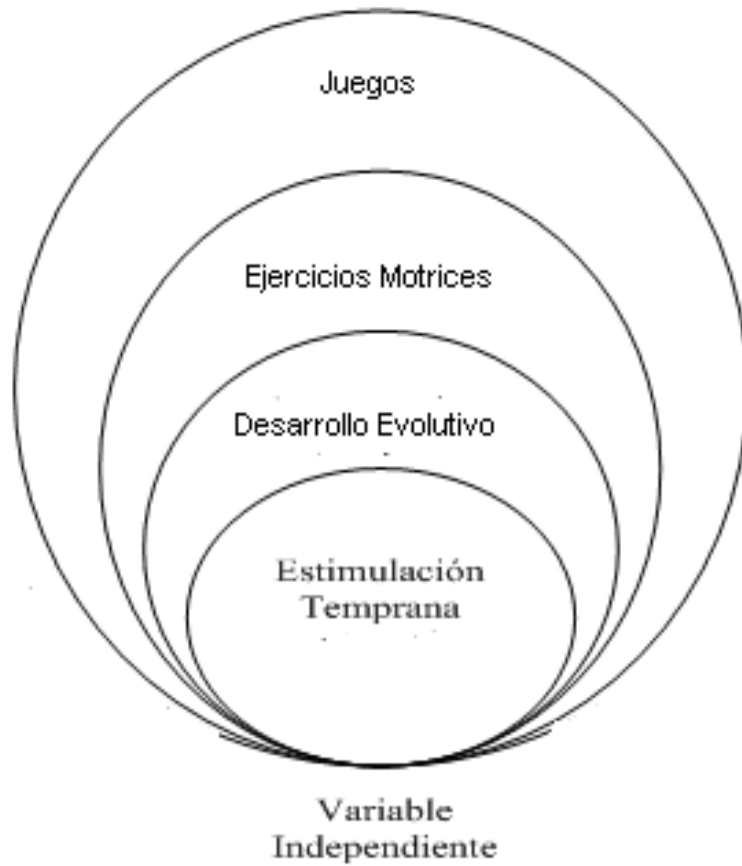 Juegos
Ejercicios Motrices
Desarrollo Evolutivo
Estimulación
Temprana
Variable
Independiente